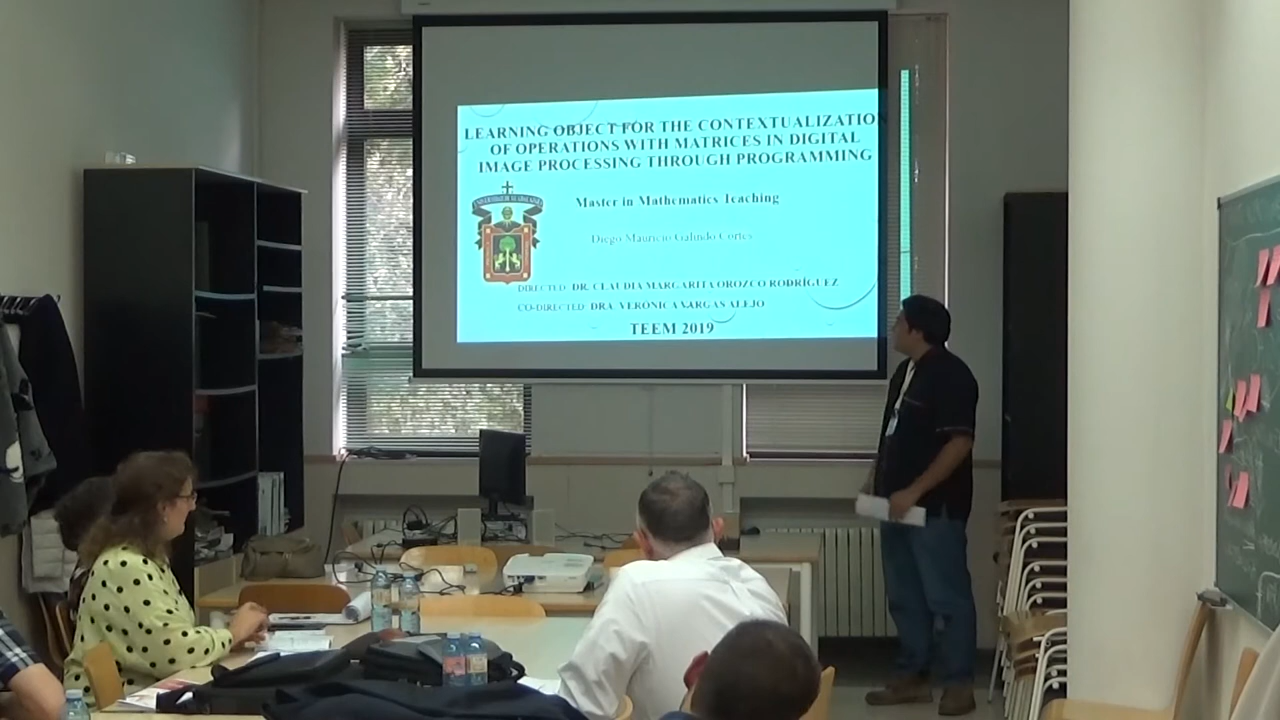 LEARNING OBJECT FOR THE CONTEXTUALIZATION
OF OPERATIONS WITH MATRICES IN DIGITAL
IMAGE PROCESSING THROUGH PROGRAMMING
Master in Mathematics Teaching
Diego Mauricio Galindo Cortes
DIRECTED: DR. CLAUDIA MARGARITA OROZCO RODRÍGUEZ
CO-DIRECTED: DRA. VERÓNICA VARGAS ALEJO
TEEM 2019